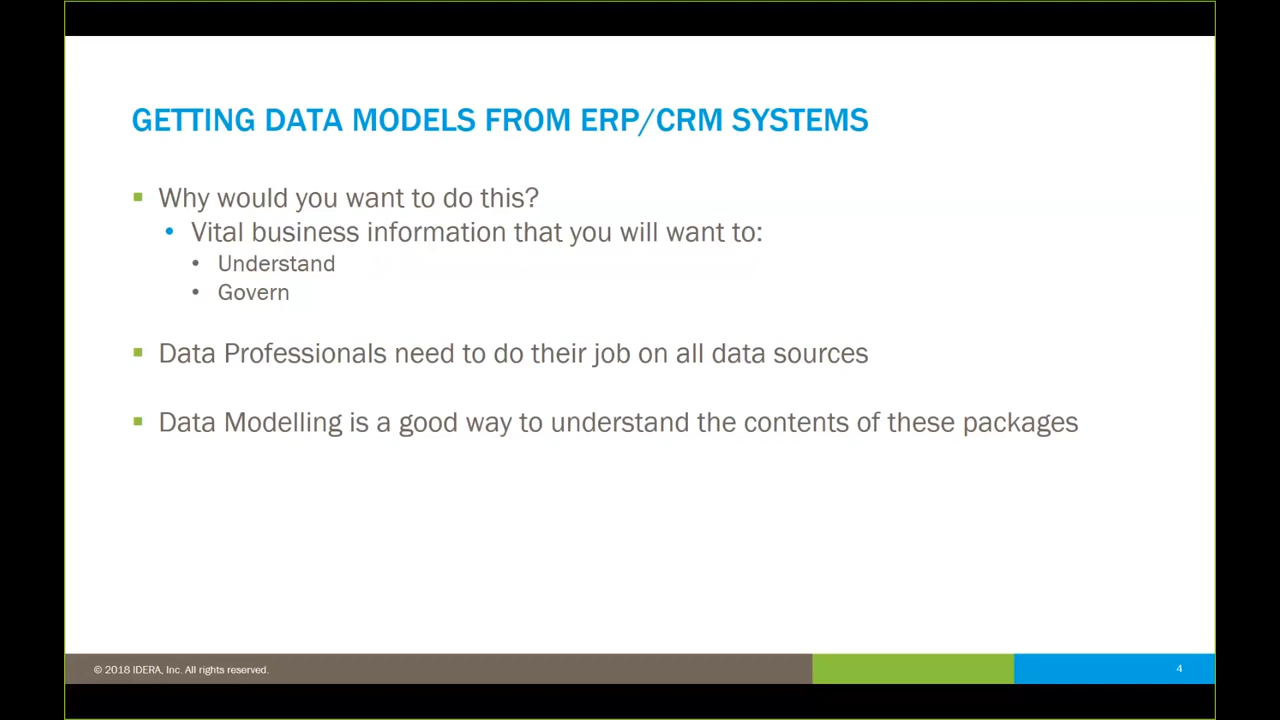 GETTING DATA MODELS FROM ERP/CRM SYSTEMS
Why would you want to do this?
Vital business information that you will want to:
Understand
Govern
Data Professionals need to do their job on all data sources
Data Modelling is a good way to understand the contents of these packages
© 2018 IDERA, Inc. All rights reserved.
4